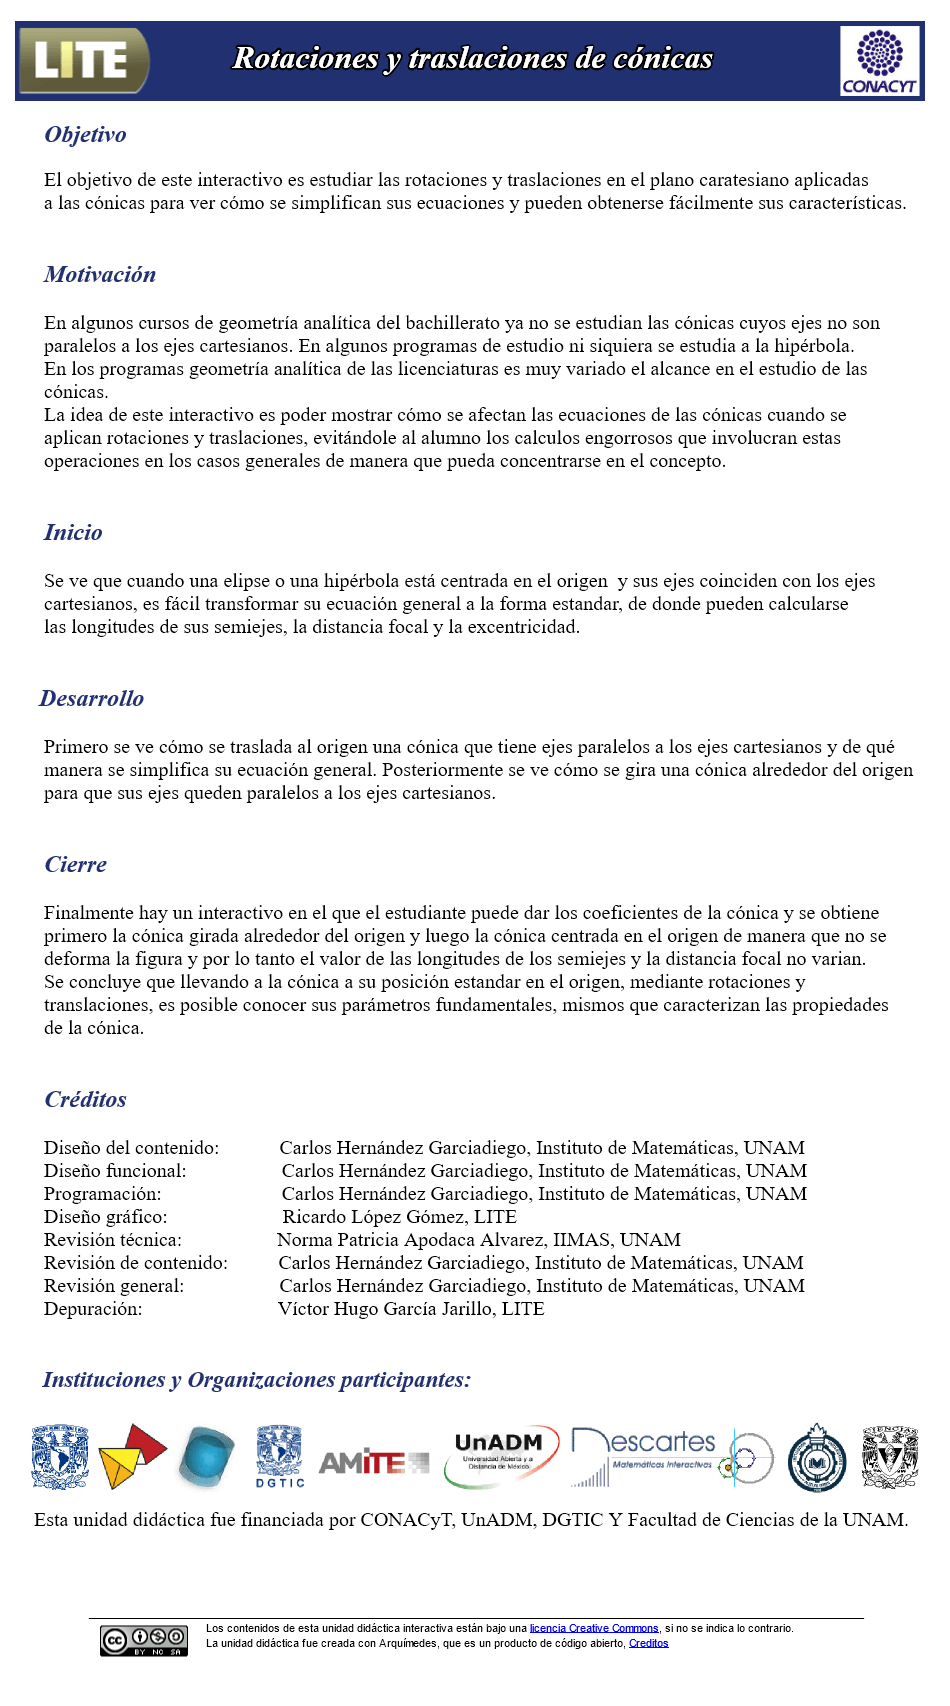 LITE
Rotaciones y traslaciones de cónicas
CONACYT
Objetivo
El objetivo de este interactivo es estudiar las rotaciones y traslaciones en el plano caratesiano aplicadas
a las cónicas para ver cómo se simplifican sus ecuaciones y pueden obtenerse fácilmente sus características.
Motivación
En algunos cursos de geometría analítica del bachillerato ya no se estudian las cónicas cuyos ejes no son
paralelos a los ejes cartesianos. En algunos programas de estudio ni siquiera se estudia a la hipérbola.
En los programas geometría analítica de las licenciaturas es muy variado el alcance en el estudio de las
cónicas.
La idea de este interactivo es poder mostrar cómo se afectan las ecuaciones de las cónicas cuando se
aplican rotaciones y traslaciones, evitándole al alumno los calculos engorrosos que involucran estas
operaciones en los casos generales de manera que pueda concentrarse en el concepto.
Inicio
Se ve que cuando una elipse o una hipérbola está centrada en el origen y sus ejes coinciden con los ejes
cartesianos, es fácil transformar su ecuación general a la forma estandar, de donde pueden calcularse
las longitudes de sus semiejes, la distancia focal y la excentricidad.
Desarrollo
Primero se ve cómo se traslada al origen una cónica que tiene ejes paralelos a los ejes cartesianos y de qué
manera se simplifica su ecuación general. Posteriormente se ve cómo se gira una cónica alrededor del origen
para que sus ejes queden paralelos a los ejes cartesianos.
Cierre
Finalmente hay un interactivo en el que el estudiante puede dar los coeficientes de la cónica y se obtiene
primero la cónica girada alrededor del origen y luego la cónica centrada en el origen de manera que no se
deforma la figura y por lo tanto el valor de las longitudes de los semiejes y la distancia focal no varian.
Se concluye que llevando a la cónica a su posición estandar en el origen, mediante rotaciones y
translaciones, es posible conocer sus parámetros fundamentales, mismos que caracterizan las propiedades
de la cónica.
Créditos
Diseño del contenido: Carlos Hernández Garciadiego, Instituto de Matemáticas, UNAM
Diseño funcional: Carlos Hernández Garciadiego, Instituto de Matemáticas, UNAM
Programación: Carlos Hernández Garciadiego, Instituto de Matemáticas, UNAM
Diseño gráfico: Ricardo López Gómez, LITE
Revisión técnica: Norma Patricia Apodaca Alvarez, IIMAS, UNAM
Revisión de contenido: Carlos Hernández Garciadiego, Instituto de Matemáticas, UNAM
Revisión general: Carlos Hernández Garciadiego, Instituto de Matemáticas, UNAM
Depuración: Víctor Hugo García Jarillo, LITE
Instituciones y Organizaciones participantes:
DGTIC
AMITE
UnADM
Universidad Abierta y a
Distancia de México
Descartes
Matemáticas Interactivas
Esta unidad didáctica fue financiada por CONACyT, UnADM, DGTIC Y Facultad de Ciencias de la UNAM.
cc
BY NC SA
Los contenidos de esta unidad didáctica interactiva están bajo una licencia Creative Commons, si no se indica lo contrario.
La unidad didáctica fue creada con Arquímedes, que es un producto de código abierto, Creditos